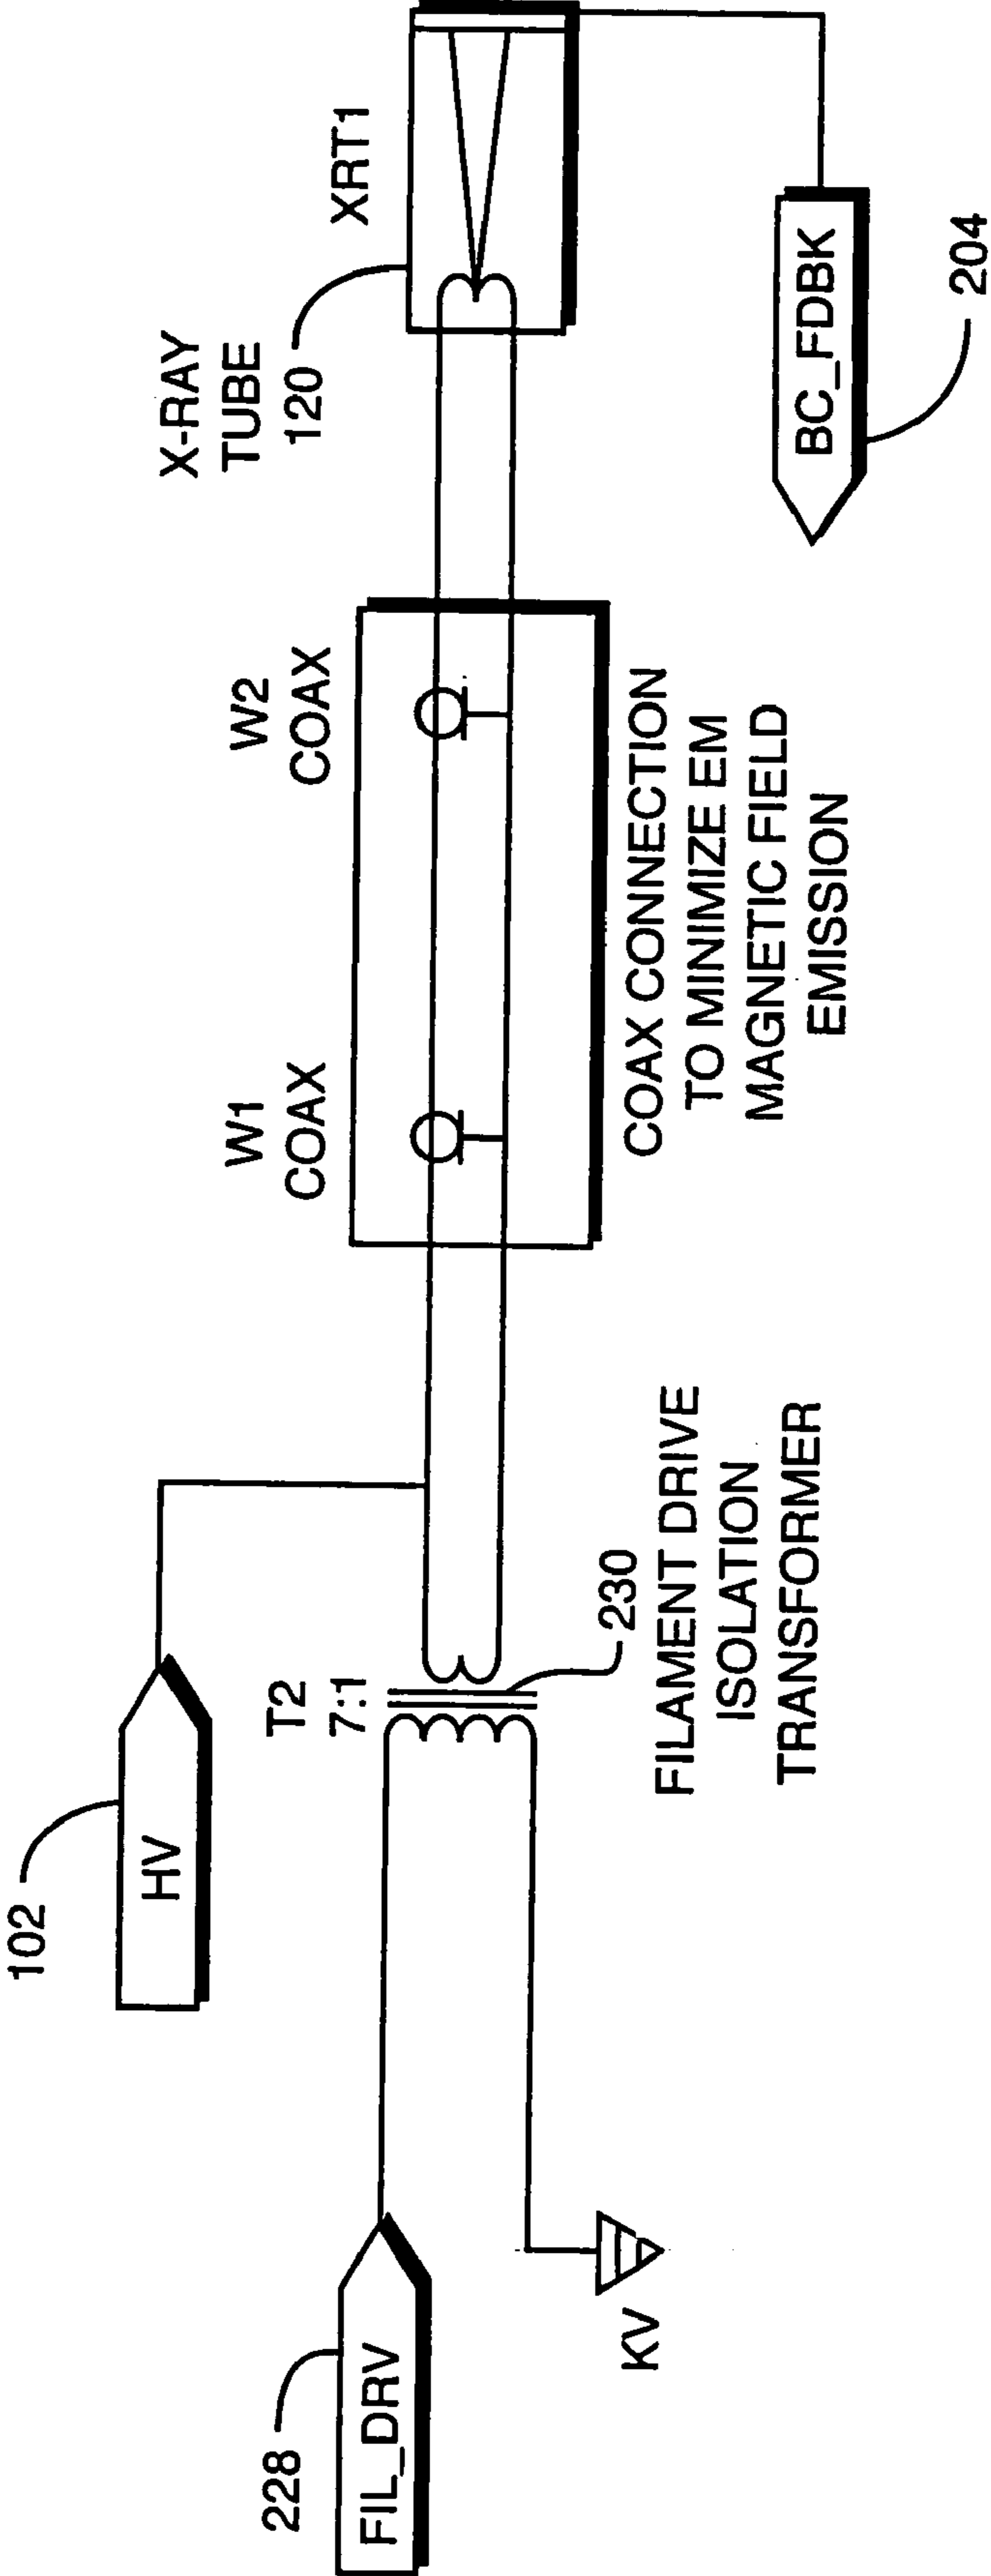 102
HV
228
FIL_DRV
KV
T2
7:1
230
FILAMENT DRIVE
ISOLATION
TRANSFORMER
W1
COAX
W2
COAX
COAX CONNECTION
TO MINIMIZE EM
MAGNETIC FIELD
EMISSION
X-RAY
TUBE
120
XRT1
BC_FDBK
204